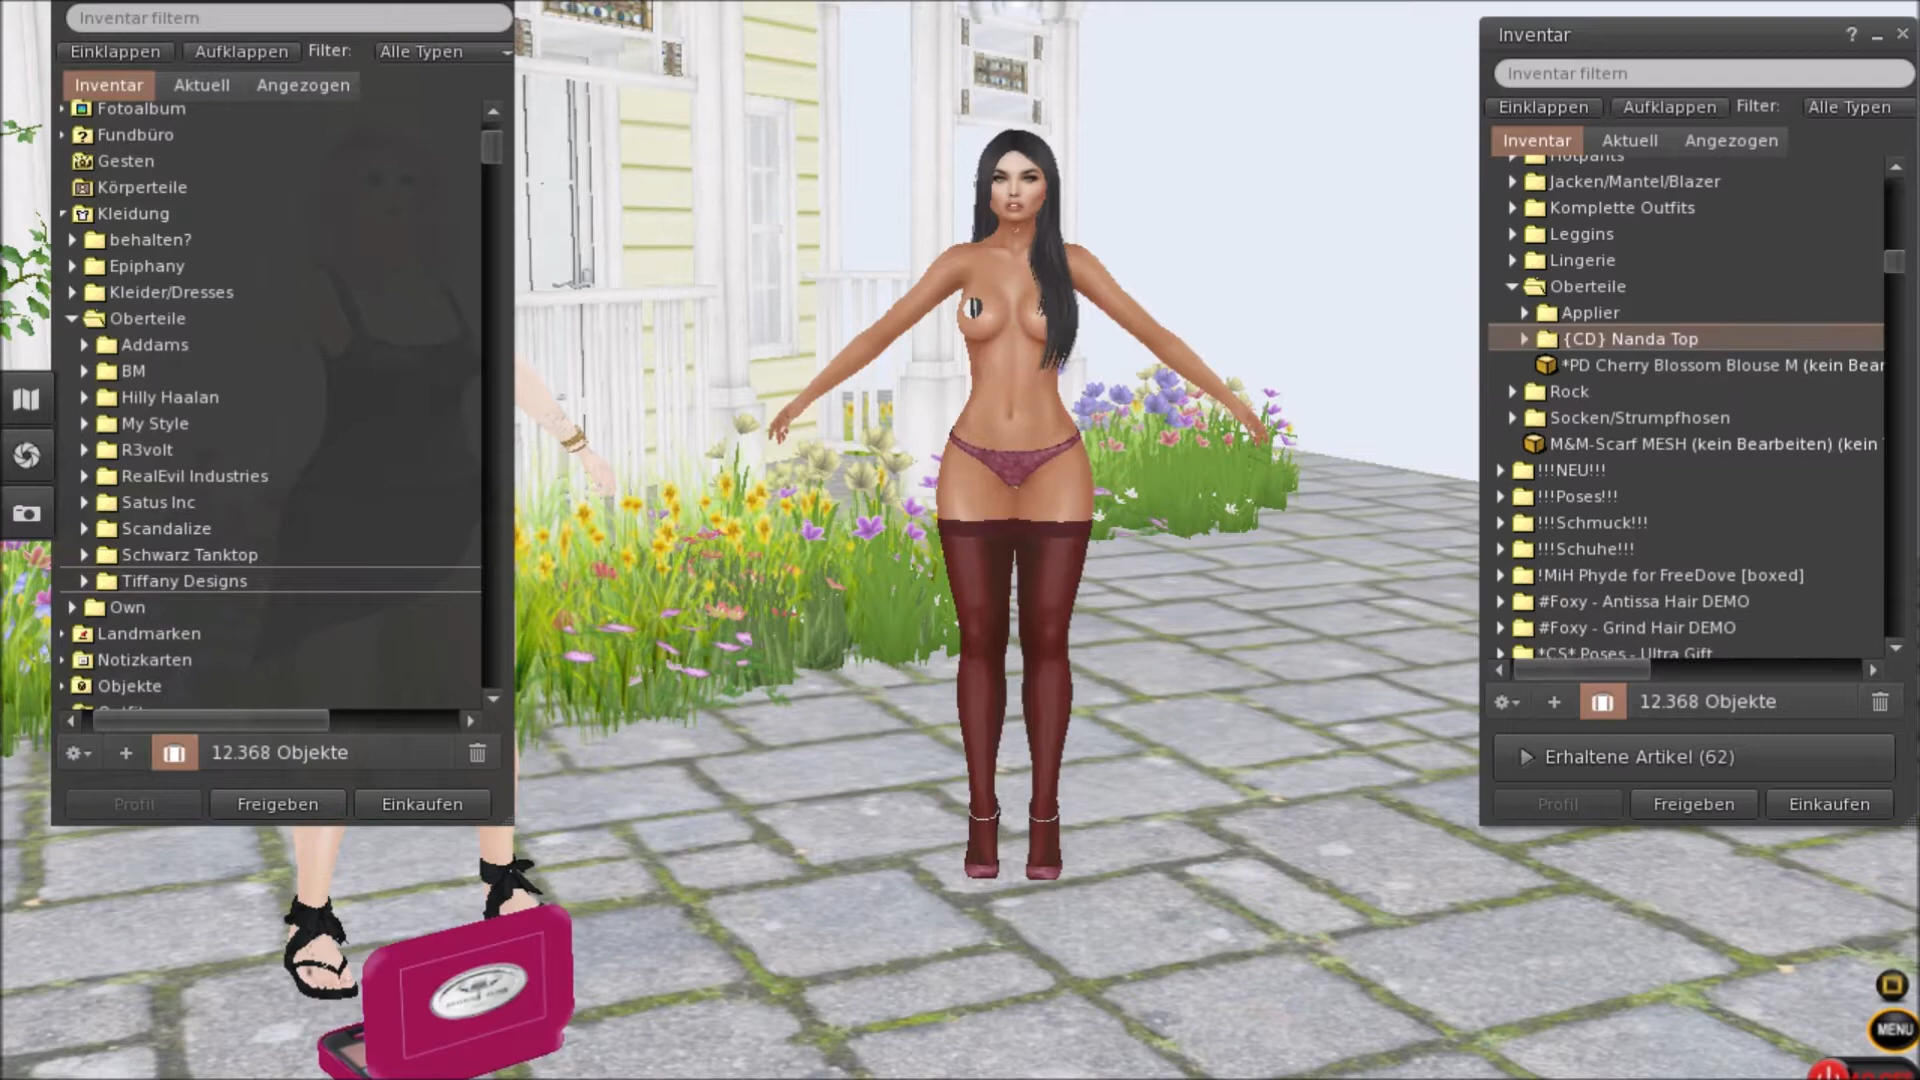 Inventar filtern
Einklappen Aufklappen Filter: Alle Typen
Inventar Aktuell Angezogen
Fotoalbum
Fundbüro
Gesten
Körperteile
Kleidung
behalten?
Epiphany
Kleider/Dresses
Oberteile
Addams
BM
Hilly Haalan
My Style
R3volt
RealEvil Industries
Satus Inc
Scandalize
Schwarz Tanktop
Tiffany Designs
Own
Landmarken
Notizkarten
Objekte
12.368 Objekte
Profil Freigeben Einkaufen
Inventar
Inventar filtern
Einklappen Aufklappen Filter: Alle Typen
Inventar Aktuell Angezogen
Hotpants
Jacken/Mantel/Blazer
Komplette Outfits
Leggins
Lingerie
Oberteile
Applier
{CD} Nanda Top
*PD Cherry Blossom Blouse M (kein Bear
Rock
Socken/Strumpfhosen
M&M-Scarf MESH (kein Bearbeiten) (kein
!!!NEU!!!
!!!Poses!!!
!!!Schmuck!!!
!!!Schuhe!!!
!MiH Phyde for FreeDove [boxed]
#Foxy - Antissa Hair DEMO
#Foxy - Grind Hair DEMO
*CS* Poses - Ultra Gift
12.368 Objekte
Erhaltene Artikel (62)
Profil Freigeben Einkaufen
MENU